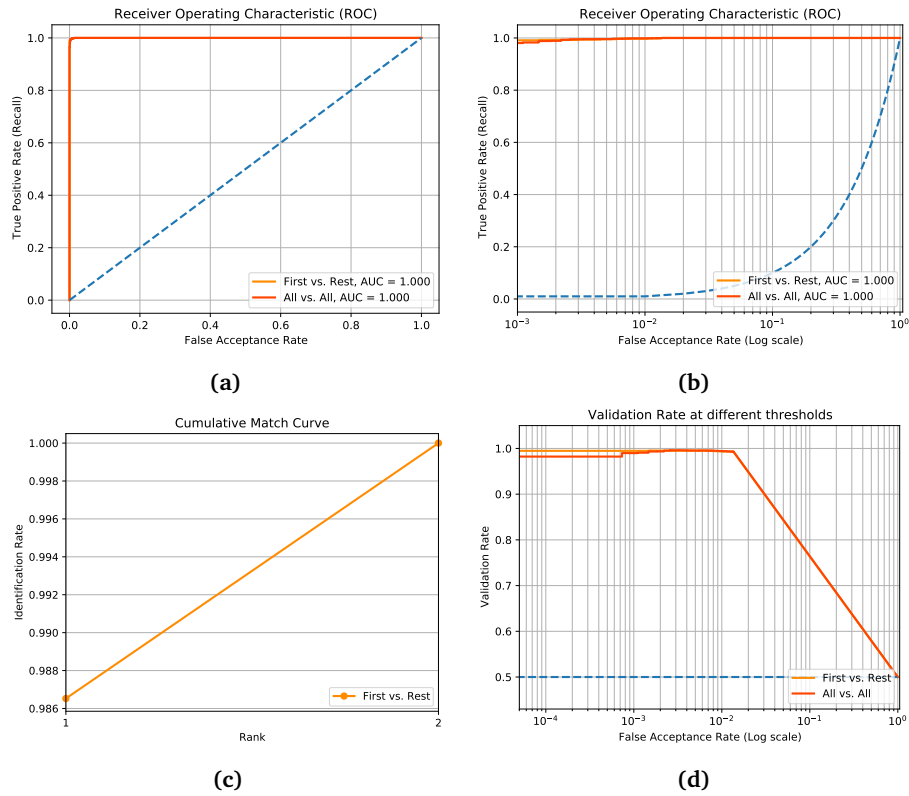 Receiver Operating Characteristic (ROC)
True Positive Rate (Recall)
1.0
0.8
0.6
0.4
0.2
0.0
First vs. Rest, AUC = 1.000
All vs. All, AUC = 1.000
0.0 0.2 0.4 0.6 0.8 1.0
False Acceptance Rate
(a)
Receiver Operating Characteristic (ROC)
True Positive Rate (Recall)
1.0
0.8
0.6
0.4
0.2
0.0
First vs. Rest, AUC = 1.000
All vs. All, AUC = 1.000
10⁻³ 10⁻² 10⁻¹ 10⁰
False Acceptance Rate (Log scale)
(b)
Cumulative Match Curve
Identification Rate
1.000
0.998
0.996
0.994
0.992
0.990
0.988
0.986
First vs. Rest
1 2
Rank
(c)
Validation Rate at different thresholds
Validation Rate
1.0
0.9
0.8
0.7
0.6
0.5
First vs. Rest
All vs. All
10⁻⁴ 10⁻³ 10⁻² 10⁻¹ 10⁰
False Acceptance Rate (Log scale)
(d)